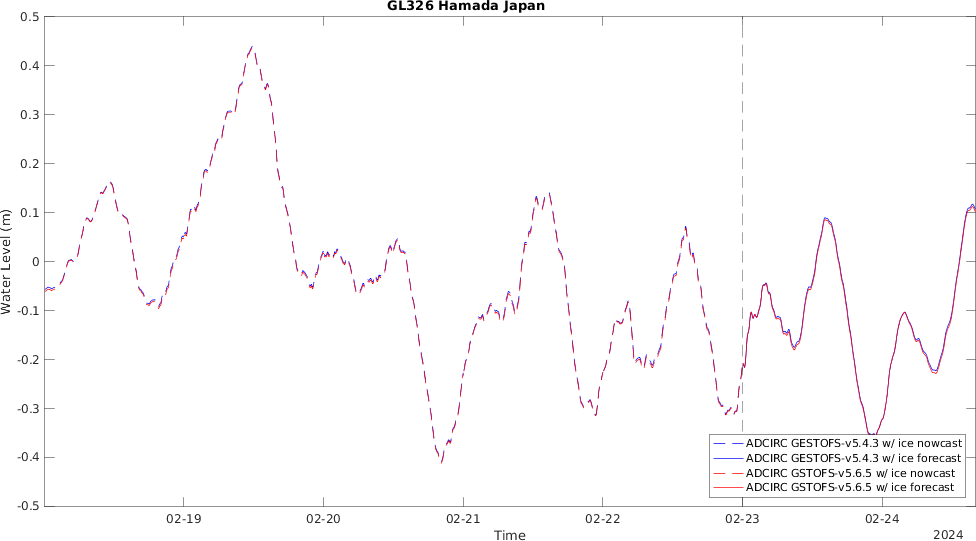 GL326 Hamada Japan
0.5
0.4
0.3
0.2
0.1
0
-0.1
-0.2
-0.3
-0.4
-0.5
Water Level (m)
02-19
02-20
02-21
02-22
02-23
02-24
Time
2024
ADCIRC GESTOFS-v5.4.3 w/ ice nowcast
ADCIRC GESTOFS-v5.4.3 w/ ice forecast
ADCIRC GSTOFS-v5.6.5 w/ ice nowcast
ADCIRC GSTOFS-v5.6.5 w/ ice forecast